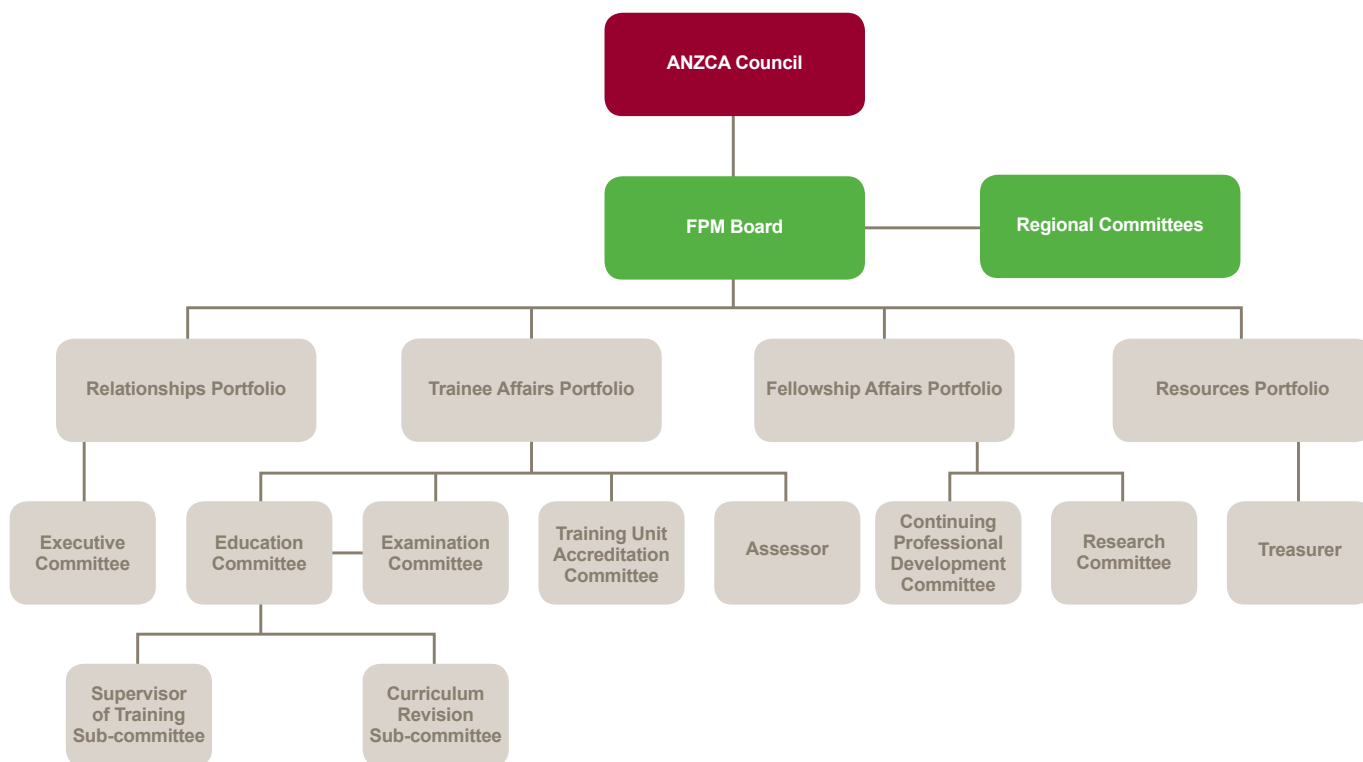 ANZCA Council
FPM Board
Regional Committees
Relationships Portfolio
Trainee Affairs Portfolio
Fellowship Affairs Portfolio
Resources Portfolio
Executive
Committee
Education
Committee
Examination
Committee
Training Unit
Accreditation
Committee
Assessor
Continuing
Professional
Development
Committee
Research
Committee
Treasurer
Supervisor
of Training
Sub-committee
Curriculum
Revision
Sub-committee